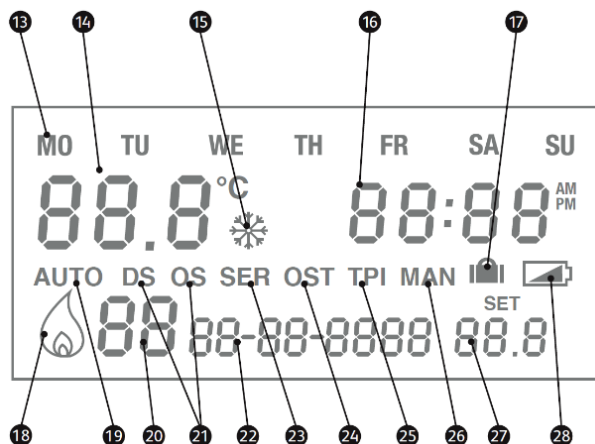 13 14 15 16 17
MO TU WE TH FR SA SU
88.8 °C 88:88 AM
PM
AUTO DS OS SER OST TPI MAN
SET
88 88-88-8888 88.8
18 19 20 21 22 23 24 25 26 27 28